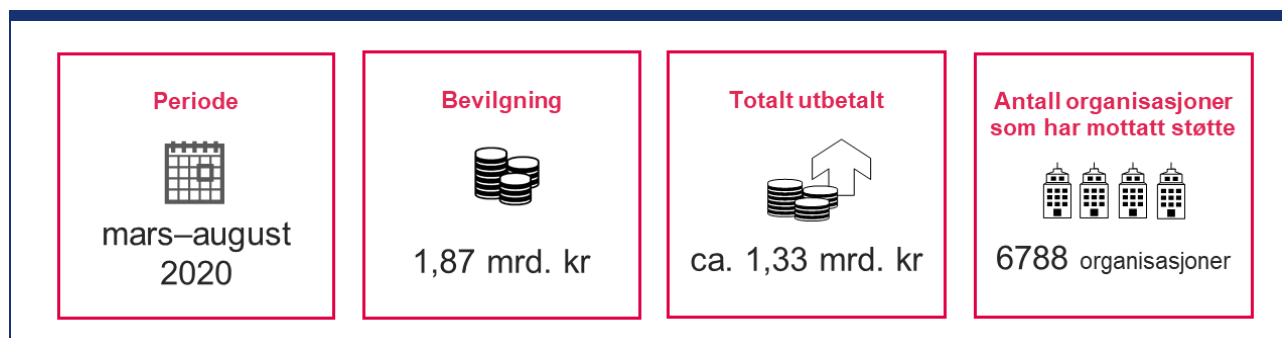 Periode
mars–august
2020
Bevilgning
1,87 mrd. kr
Totalt utbetalt
ca. 1,33 mrd. kr
Antall organisasjoner
som har mottatt støtte
6788 organisasjoner